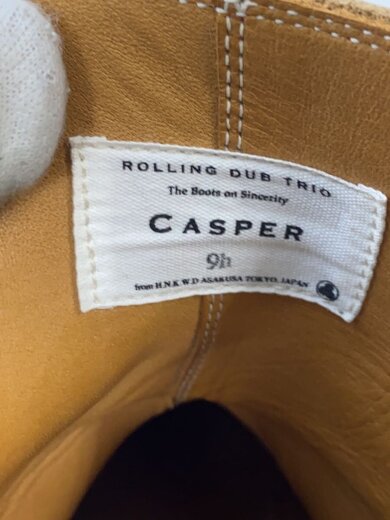 ROLLING DUB TRIO
The Boots on Sincerity
CASPER
9h
from H.N.K W.D ASAKUSA TOKYO, JAPAN